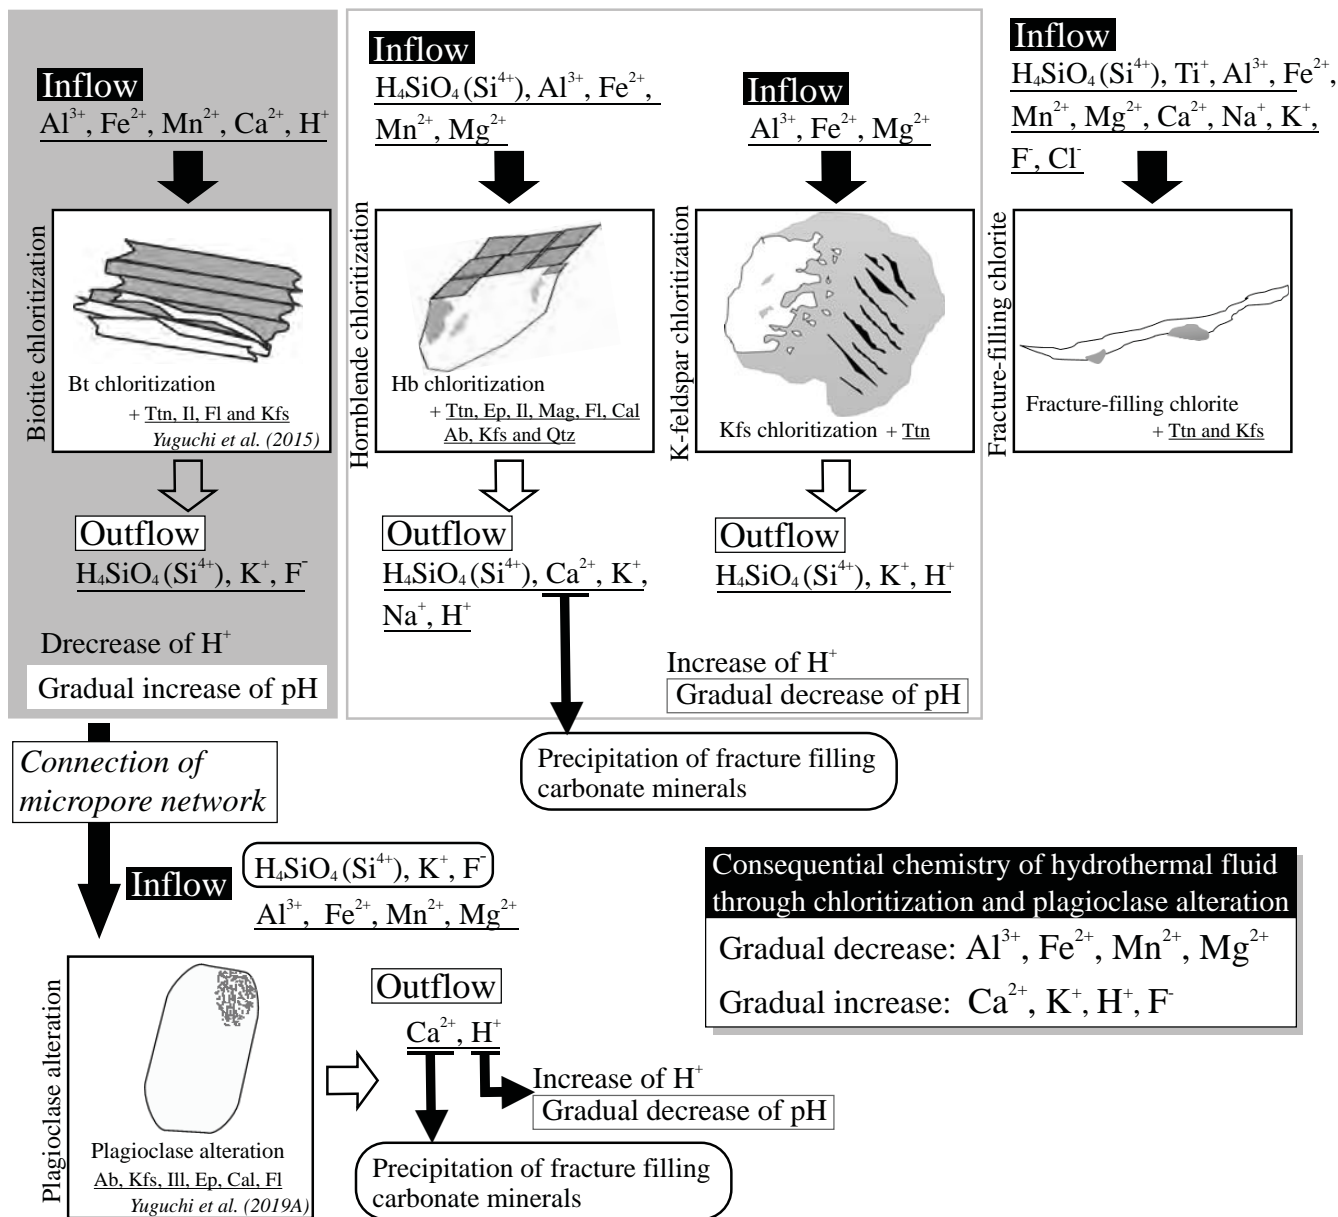 Inflow
Al³⁺, Fe²⁺, Mn²⁺, Ca²⁺, H⁺
Biotite chloritization
Bt chloritization
+ Ttn, Il, Fl and Kfs
Yuguchi et al. (2015)
Outflow
H₄SiO₄(Si⁴⁺), K⁺, F⁻
Drecrease of H⁺
Gradual increase of pH
Inflow
H₄SiO₄(Si⁴⁺), Al³⁺, Fe²⁺,
Mn²⁺, Mg²⁺
Hornblende chloritization
Hb chloritization
+ Ttn, Ep, Il, Mag, Fl, Cal
Ab, Kfs and Qtz
Outflow
H₄SiO₄(Si⁴⁺), Ca²⁺, K⁺,
Na⁺, H⁺
Inflow
Al³⁺, Fe²⁺, Mg²⁺
K-feldspar chloritization
Kfs chloritization + Ttn
Outflow
H₄SiO₄(Si⁴⁺), K⁺, H⁺
Increase of H⁺
Gradual decrease of pH
Inflow
H₄SiO₄(Si⁴⁺), Ti⁺, Al³⁺, Fe²⁺,
Mn²⁺, Mg²⁺, Ca²⁺, Na⁺, K⁺,
F⁻, Cl⁻
Fracture-filling chlorite
Fracture-filling chlorite
+ Ttn and Kfs
Precipitation of fracture filling
carbonate minerals
Connection of
micropore network
Inflow
H₄SiO₄(Si⁴⁺), K⁺, F⁻
Al³⁺, Fe²⁺, Mn²⁺, Mg²⁺
Plagioclase alteration
Plagioclase alteration
Ab, Kfs, Ill, Ep, Cal, Fl
Yuguchi et al. (2019A)
Outflow
Ca²⁺, H⁺
Increase of H⁺
Gradual decrease of pH
Precipitation of fracture filling
carbonate minerals
Consequential chemistry of hydrothermal fluid
through chloritization and plagioclase alteration
Gradual decrease: Al³⁺, Fe²⁺, Mn²⁺, Mg²⁺
Gradual increase: Ca²⁺, K⁺, H⁺, F⁻